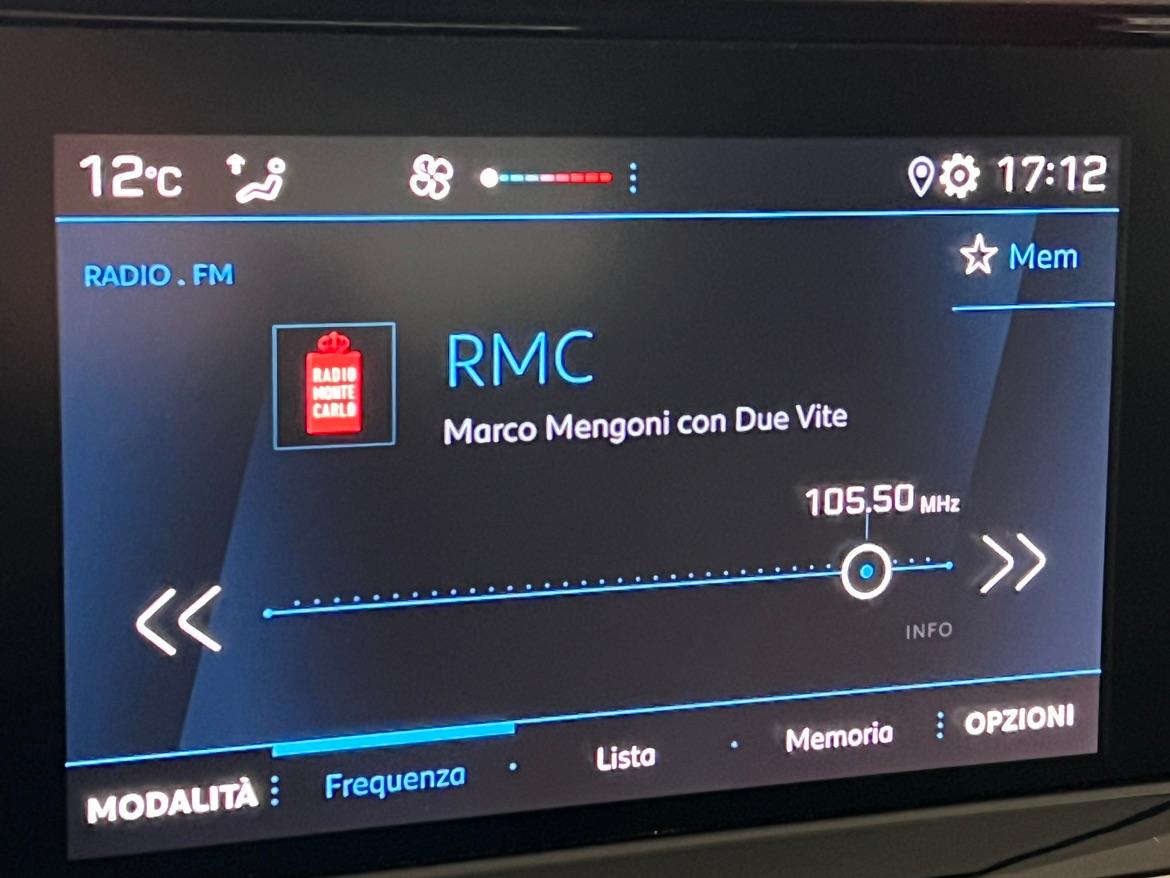 12°C
17:12
RADIO . FM
Mem
RADIO
MONTE
CARLO
RMC
Marco Mengoni con Due Vite
105.50 MHz
INFO
MODALITÀ
Frequenza
Lista
Memoria
OPZIONI